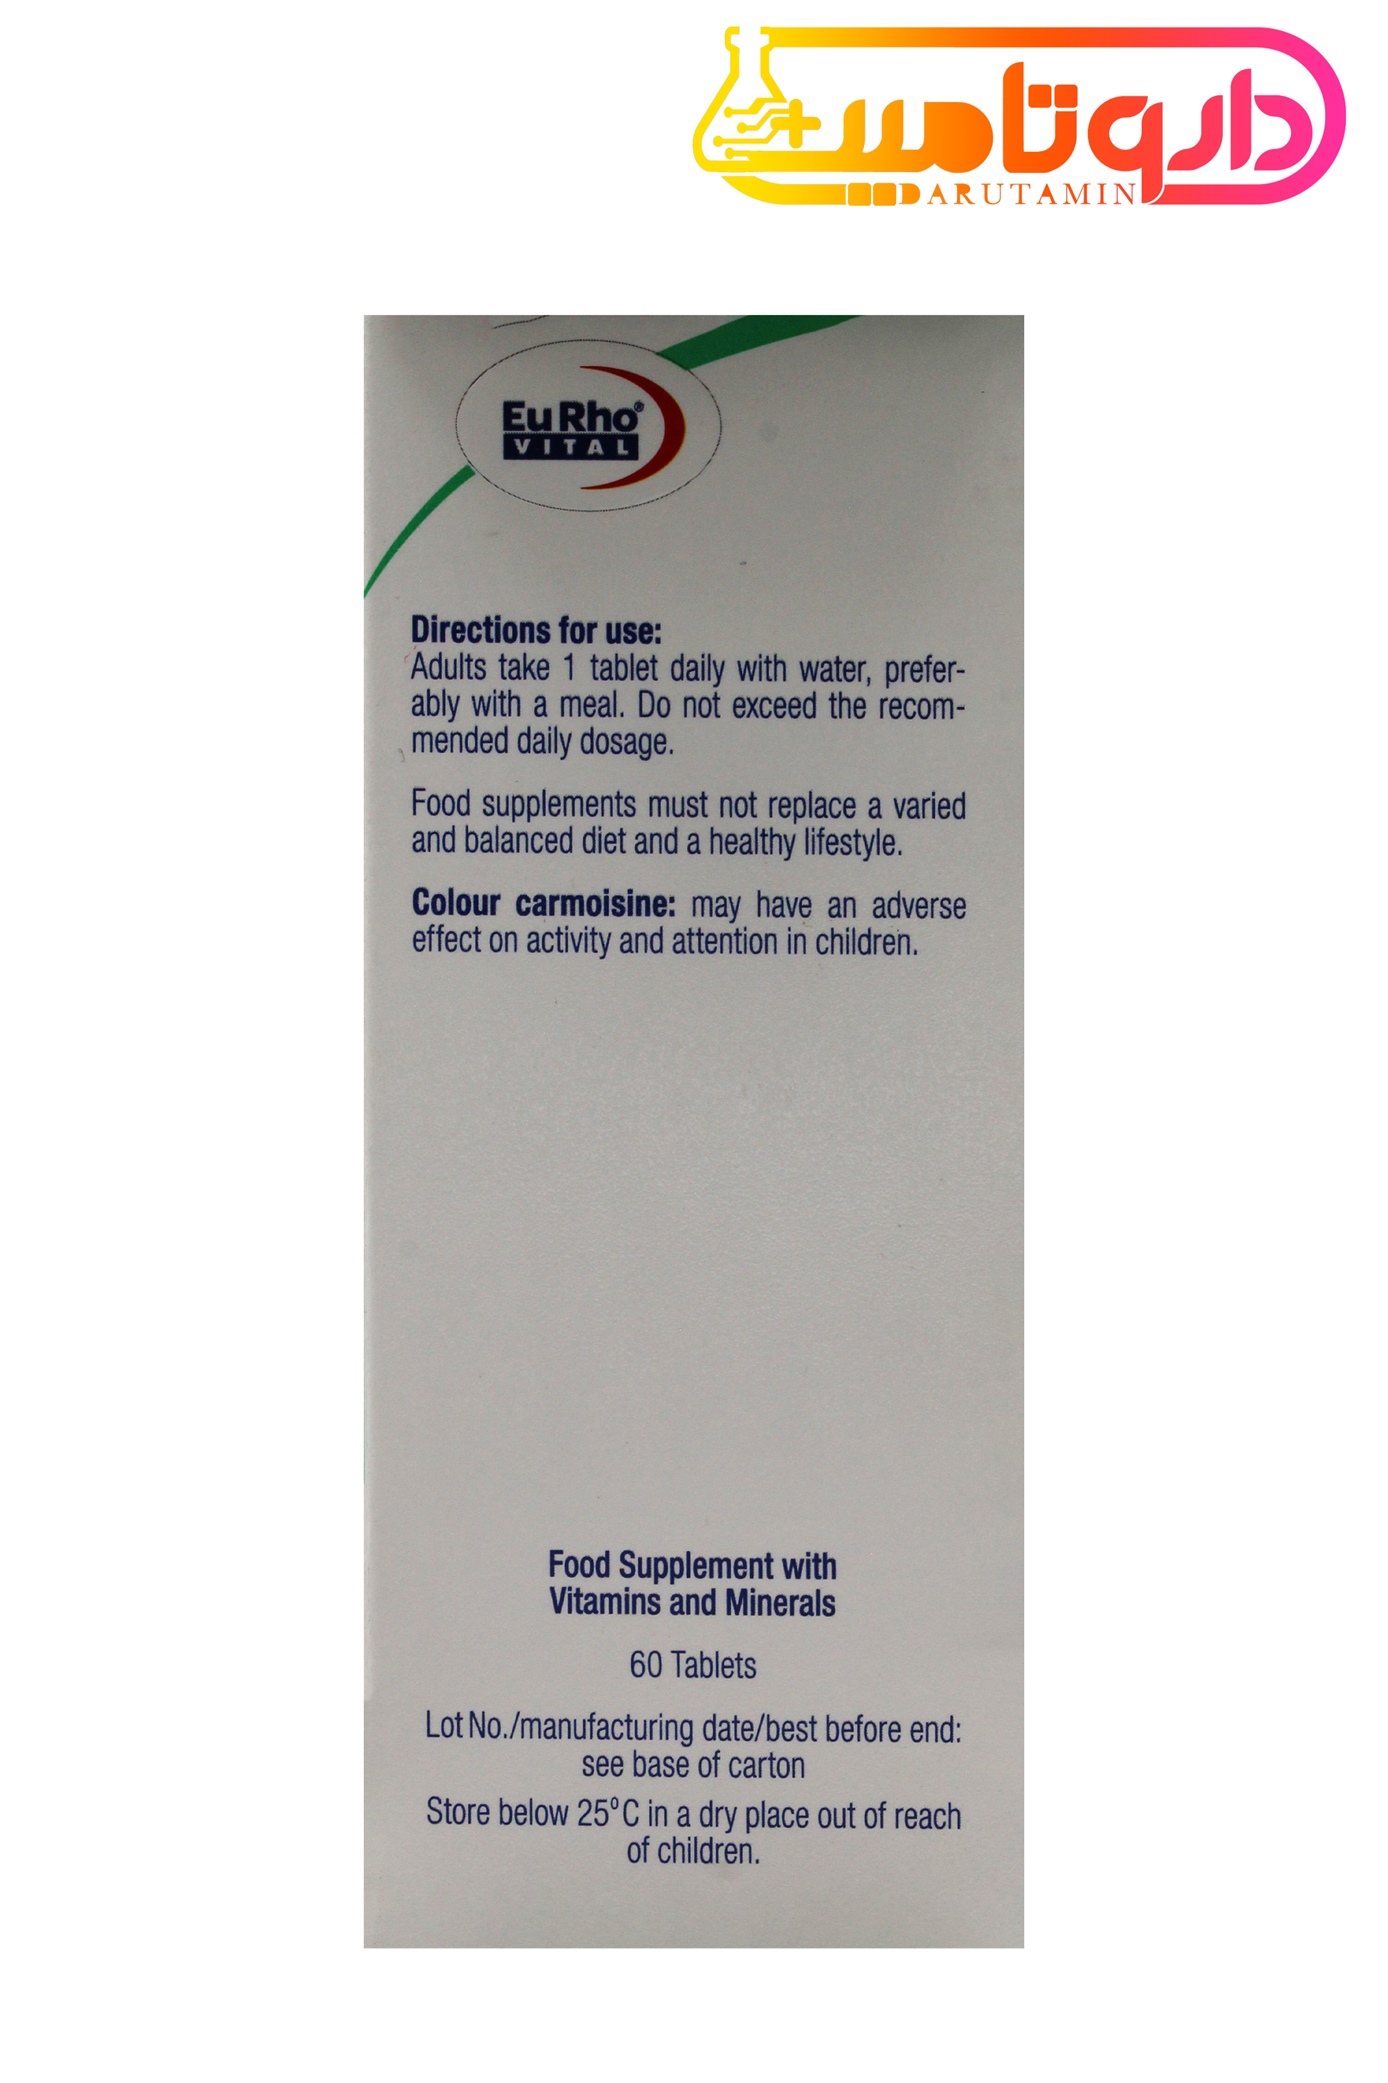 داروتامین
DARUTAMIN
EuRho®
VITAL
Directions for use:
Adults take 1 tablet daily with water, prefer-
ably with a meal. Do not exceed the recom-
mended daily dosage.
Food supplements must not replace a varied
and balanced diet and a healthy lifestyle.
Colour carmoisine: may have an adverse
effect on activity and attention in children.
Food Supplement with
Vitamins and Minerals
60 Tablets
Lot No./manufacturing date/best before end:
see base of carton
Store below 25°C in a dry place out of reach
of children.